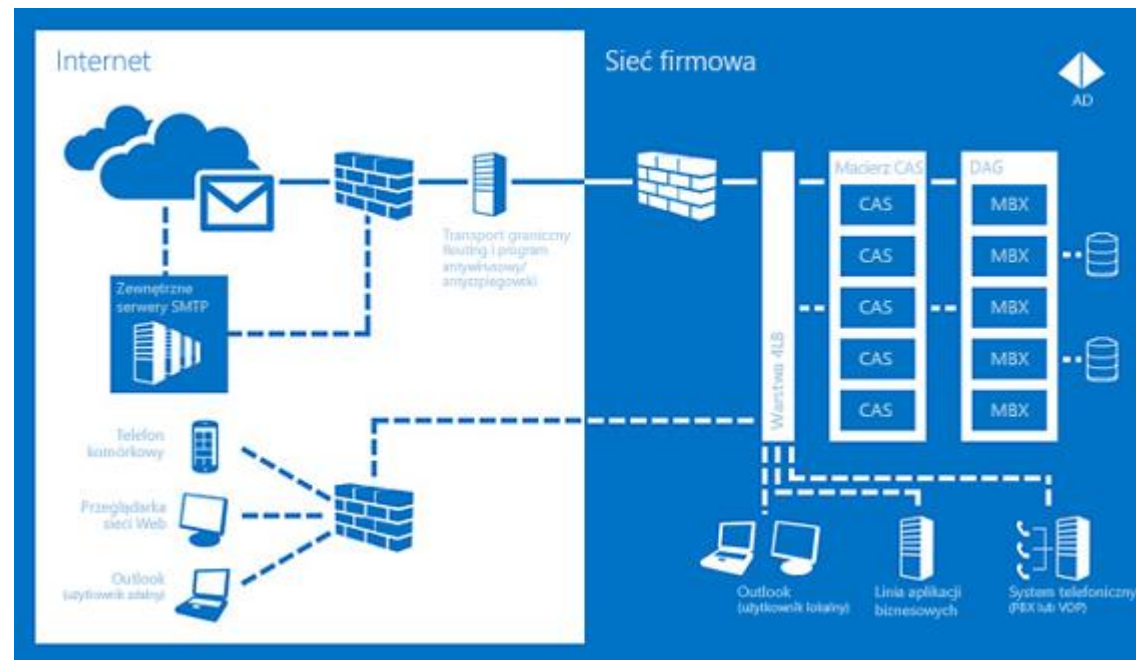 Internet
Sieć firmowa
AD
Macierz CAS
DAG
CAS
MBX
CAS
MBX
CAS
MBX
CAS
MBX
CAS
MBX
Warstwa 4LB
Transport graniczny
Routing i program
antywirusowy/
antyszpiegowski
Zewnętrzne
serwery SMTP
Telefon
komórkowy
Przeglądarka
sieci Web
Outlook
(użytkownik zdalny)
Outlook
(użytkownik lokalny)
Linia aplikacji
biznesowych
System telefoniczny
(PBX lub VOP)